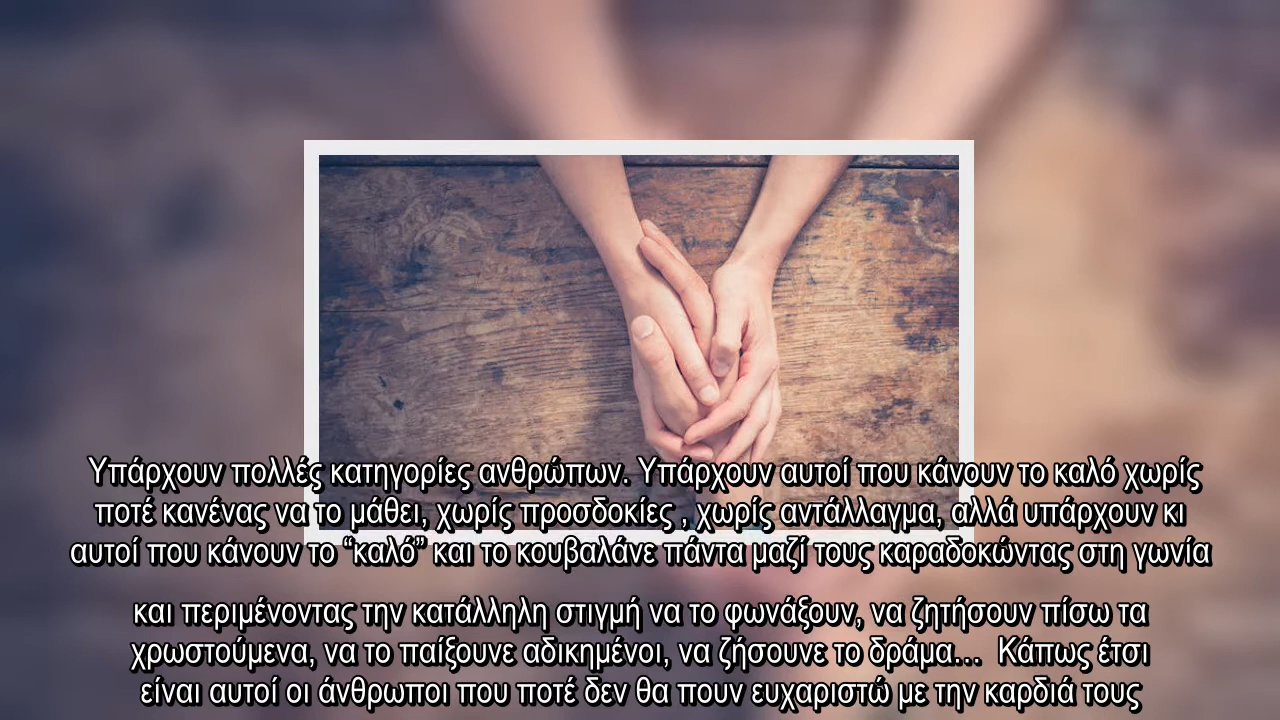 Υπάρχουν πολλές κατηγορίες ανθρώπων. Υπάρχουν αυτοί που κάνουν το καλό χωρίς
ποτέ κανένας να το μάθει, χωρίς προσδοκίες , χωρίς αντάλλαγμα, αλλά υπάρχουν κι
αυτοί που κάνουν το “καλό” και το κουβαλάνε πάντα μαζί τους καραδοκώντας στη γωνία
και περιμένοντας την κατάλληλη στιγμή να το φωνάξουν, να ζητήσουν πίσω τα
χρωστούμενα, να το παίξουνε αδικημένοι, να ζήσουνε το δράμα… Κάπως έτσι
είναι αυτοί οι άνθρωποι που ποτέ δεν θα πουν ευχαριστώ με την καρδιά τους